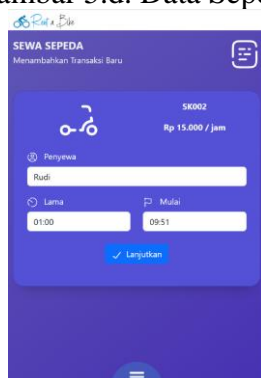 Gambar 3.d. Data Sepe
Rent a Bike
SEWA SEPEDA
Menambahkan Transaksi Baru
SK002
Rp 15.000 / jam
Penyewa
Rudi
Lama
Mulai
01:00
09:51
Lanjutkan